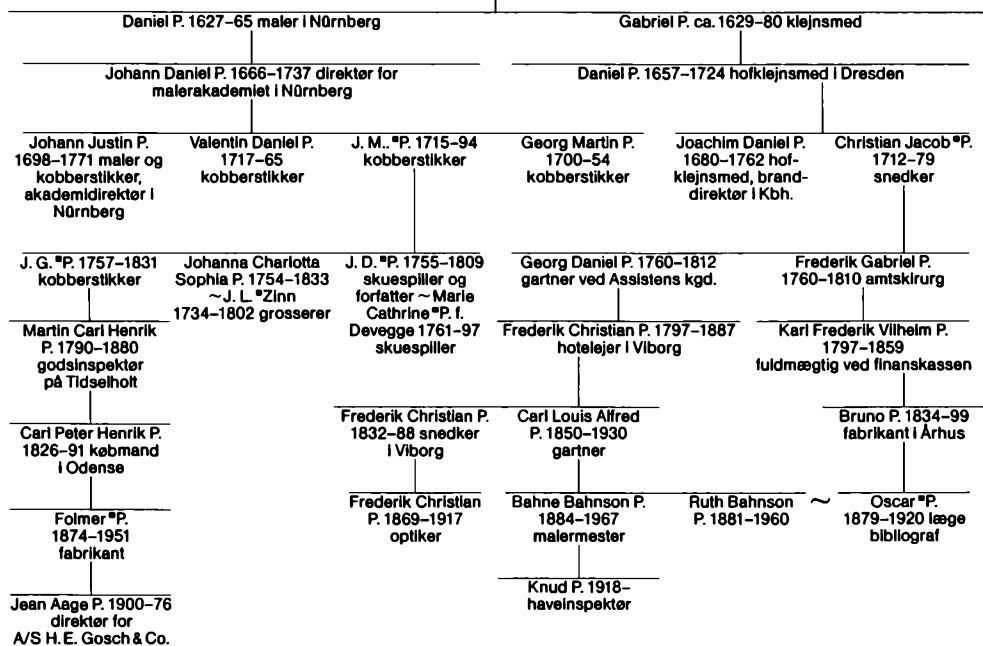 Daniel P. 1627–65 maler i Nürnberg
Gabriel P. ca. 1629–80 klejnsmed
Johann Daniel P. 1666–1737 direktør for
malerakademiet i Nürnberg
Daniel P. 1657–1724 hofklejnsmed i Dresden
Johann Justin P.
1698–1771 maler og
kobberstikker,
akademidirektør i
Nürnberg
Valentin Daniel P.
1717–65
kobberstikker
J. M.. *P. 1715–94
kobberstikker
Georg Martin P.
1700–54
kobberstikker
Joachim Daniel P.
1680–1762 hof-
klejnsmed, brand-
direktør i Kbh.
Christian Jacob *P.
1712–79
snedker
J. G. *P. 1757–1831
kobberstikker
Johanna Charlotta
Sophia P. 1754–1833
~ J. L. *Zinn
1734–1802 grosserer
J. D. *P. 1755–1809
skuespiller og
forfatter ~ Marie
Cathrine *P. f.
Devegge 1761–97
skuespiller
Georg Daniel P. 1760–1812
gartner ved Assistens kgd.
Frederik Gabriel P.
1760–1810 amtskirurg
Martin Carl Henrik
P. 1790–1880
godsinspektør
på Tidselholt
Frederik Christian P. 1797–1887
hotelejer i Viborg
Karl Frederik Vilhelm P.
1797–1859
fuldmægtig ved finanskassen
Carl Peter Henrik P.
1826–91 købmand
i Odense
Frederik Christian P.
1832–88 snedker
i Viborg
Carl Louis Alfred
P. 1850–1930
gartner
Bruno P. 1834–99
fabrikant i Århus
Folmer *P.
1874–1951
fabrikant
Frederik Christian
P. 1869–1917
optiker
Bahne Bahnson P.
1884–1967
malermester
Ruth Bahnson
P. 1881–1960
~
Oscar *P.
1879–1920 læge
bibliograf
Jean Aage P. 1900–76
direktør for
A/S H. E. Gosch & Co.
Knud P. 1918–
haveinspektør